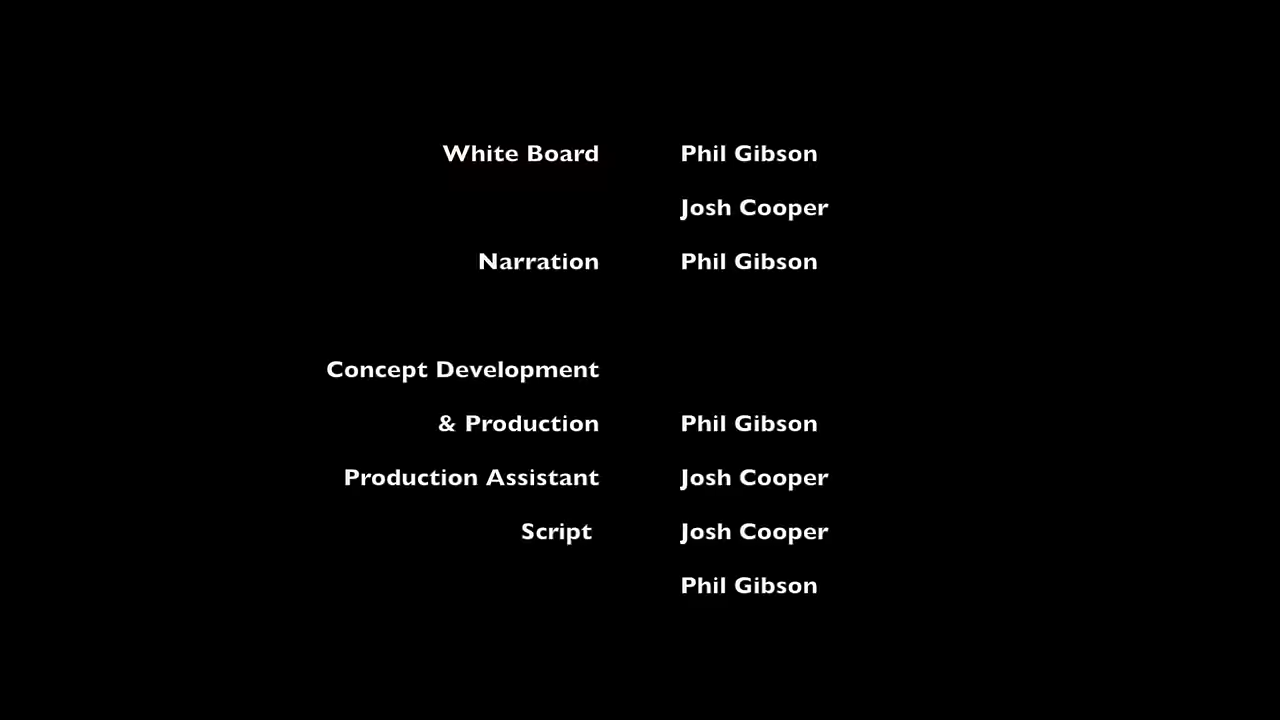 White Board Phil Gibson
Josh Cooper
Narration Phil Gibson
Concept Development
& Production Phil Gibson
Production Assistant Josh Cooper
Script Josh Cooper
Phil Gibson